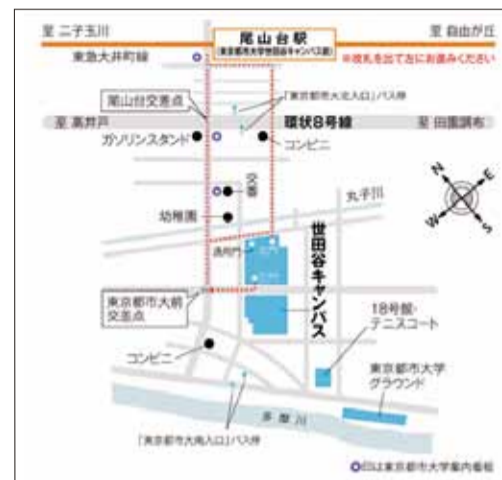 至 二子玉川
尾山台駅
(東京都市大学世田谷キャンパス前)
至 自由が丘
東急大井町線
※改札を出て左にお進みください
尾山台交差点
「東京都市大北入口」バス停
至 高井戸
環状8号線
至 田園調布
ガソリンスタンド
コンビニ
交番
幼稚園
丸子川
N
E
W
S
通用門
世田谷キャンパス
東京都市大前
交差点
18号館・
テニスコート
コンビニ
東京都市大学
グラウンド
多摩川
「東京都市大南入口」バス停
印は東京都市大学案内看板